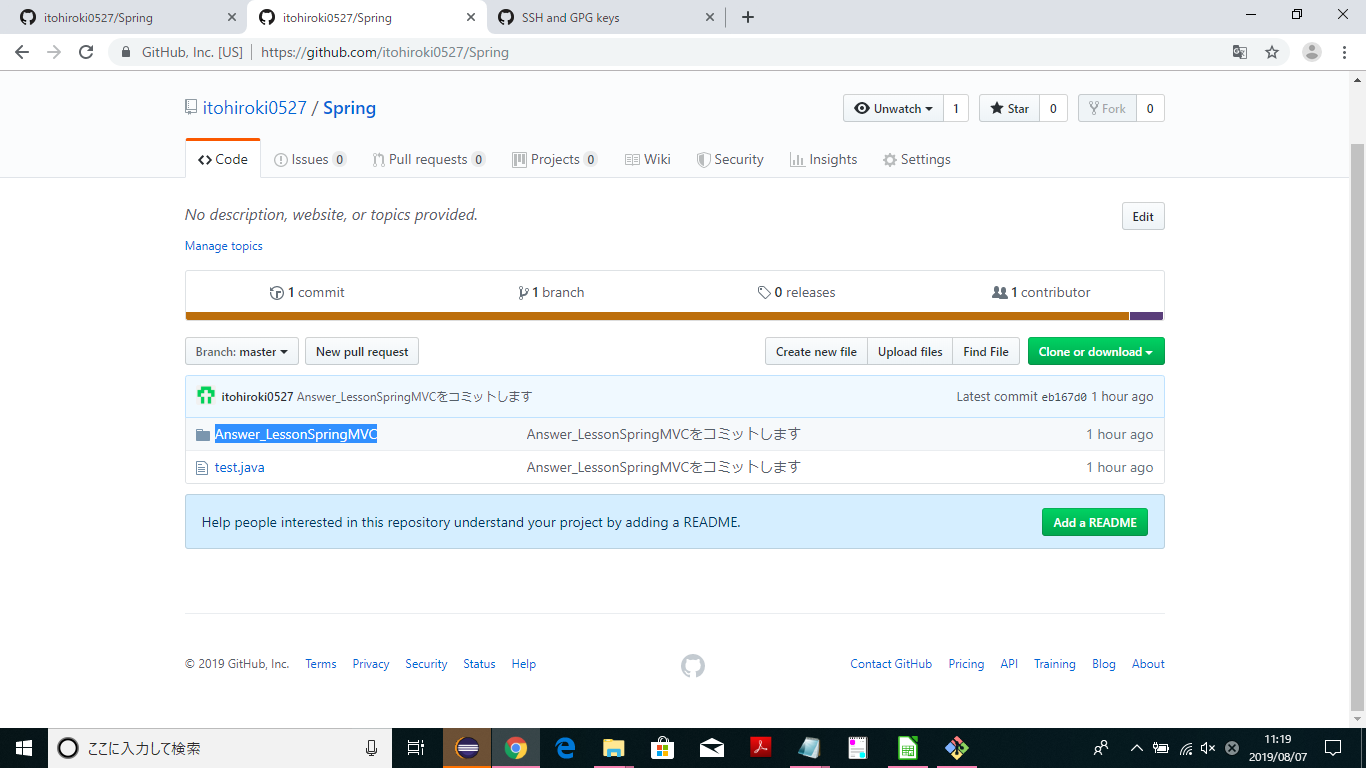 itohiroki0527/Spring
itohiroki0527/Spring
SSH and GPG keys
GitHub, Inc. [US] https://github.com/itohiroki0527/Spring
itohiroki0527 / Spring
Unwatch 1 Star 0 Fork 0
Code Issues 0 Pull requests 0 Projects 0 Wiki Security Insights Settings
No description, website, or topics provided.
Edit
Manage topics
1 commit 1 branch 0 releases 1 contributor
Branch: master New pull request Create new file Upload files Find File Clone or download
itohiroki0527 Answer_LessonSpringMVCをコミットします Latest commit eb167d0 1 hour ago
Answer_LessonSpringMVC Answer_LessonSpringMVCをコミットします 1 hour ago
test.java Answer_LessonSpringMVCをコミットします 1 hour ago
Help people interested in this repository understand your project by adding a README.
Add a README
© 2019 GitHub, Inc. Terms Privacy Security Status Help Contact GitHub Pricing API Training Blog About
ここに入力して検索
11:19
2019/08/07